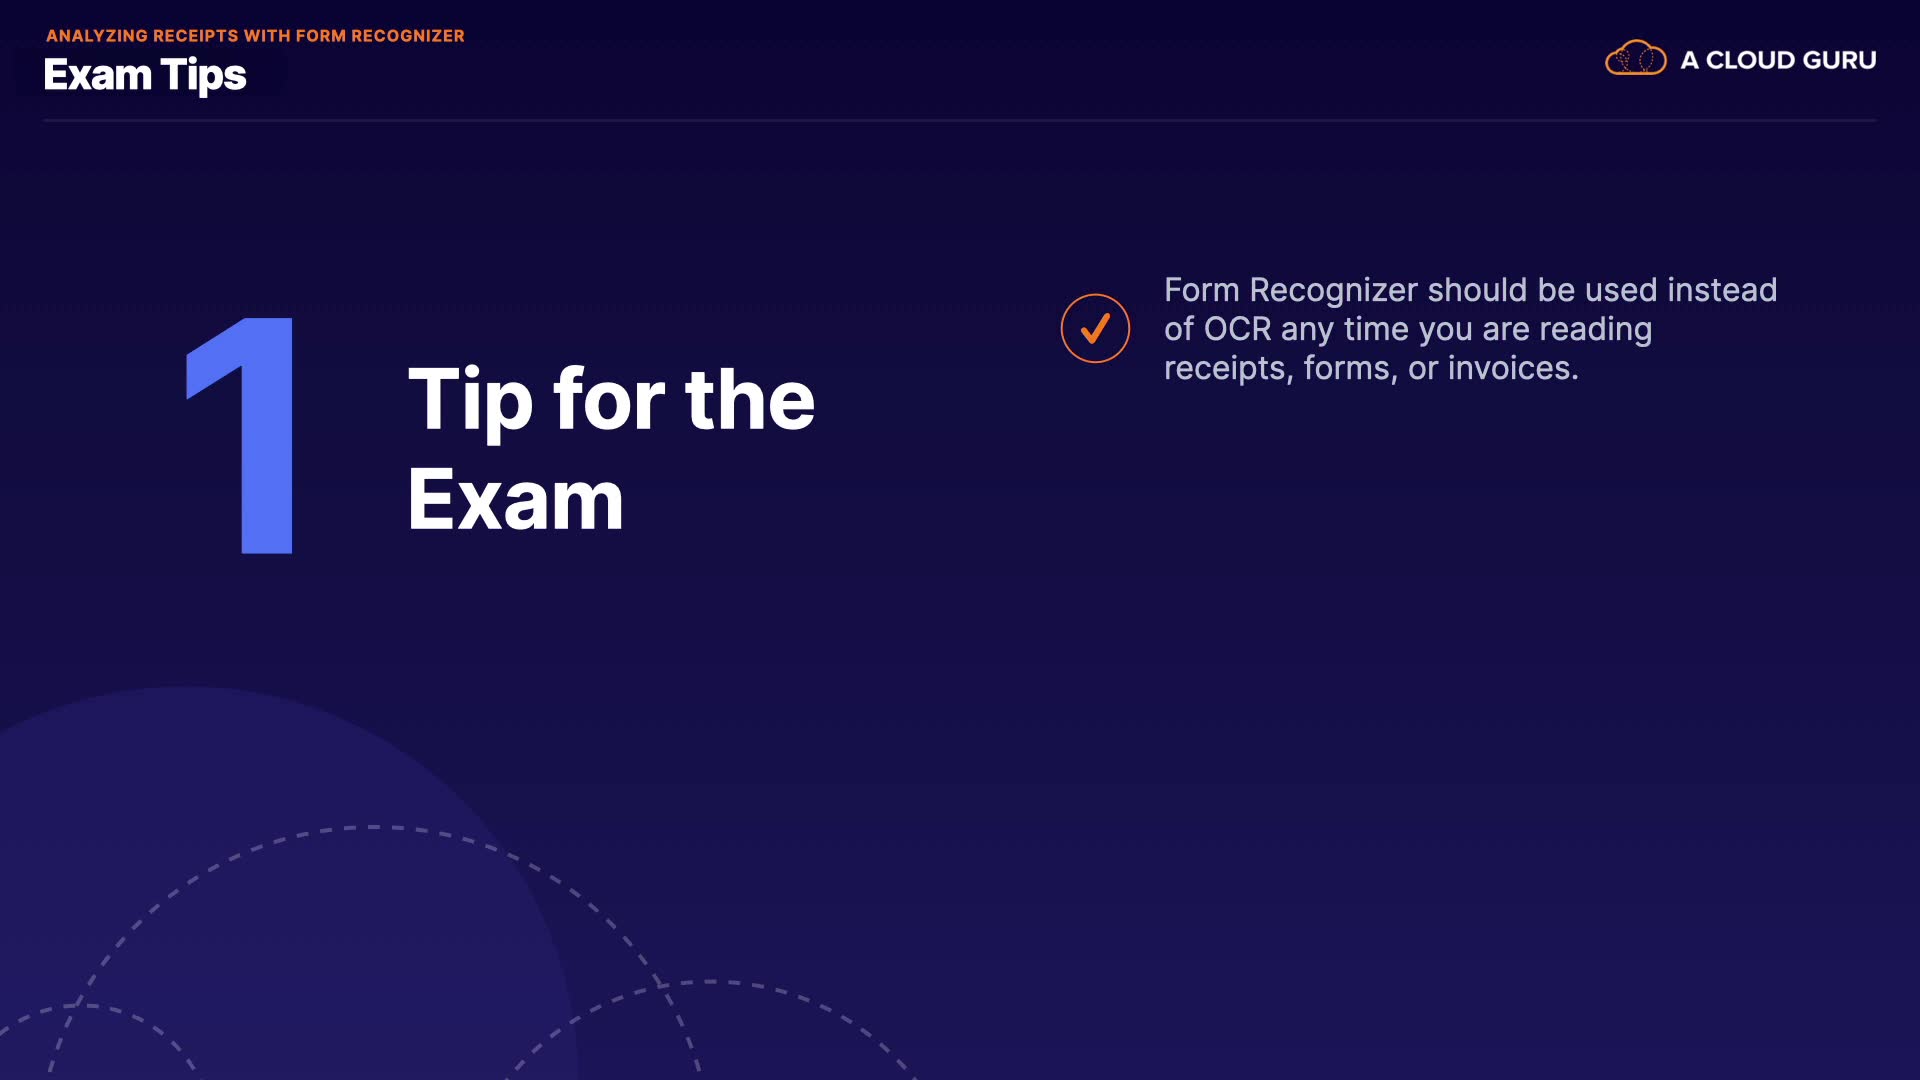 ANALYZING RECEIPTS WITH FORM RECOGNIZER
Exam Tips
A CLOUD GURU
1
Tip for the
Exam
Form Recognizer should be used instead
of OCR any time you are reading
receipts, forms, or invoices.